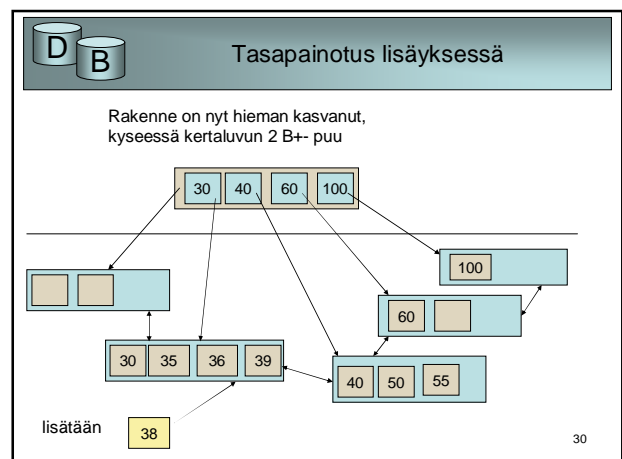 D
B
Tasapainotus lisäyksessä
Rakenne on nyt hieman kasvanut,
kyseessä kertaluvun 2 B+- puu
30 40 60 100
100
60
30 35 36 39
40 50 55
lisätään 38
30